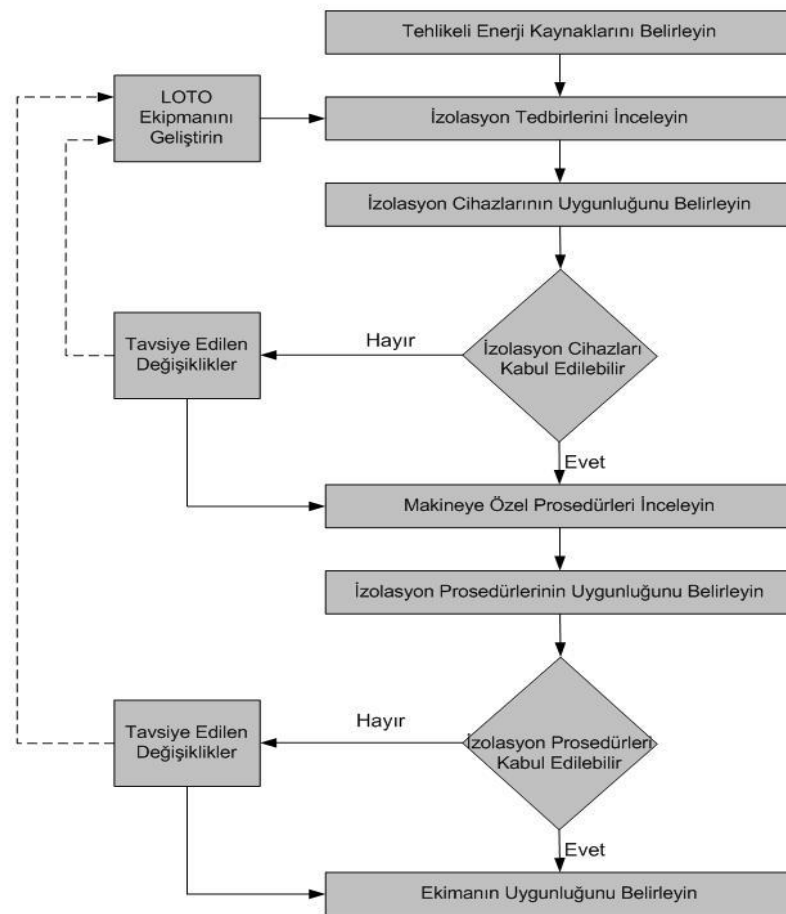 Tehlikeli Enerji Kaynaklarını Belirleyin
LOTO
Ekipmanını
Geliştirin
İzolasyon Tedbirlerini İnceleyin
İzolasyon Cihazlarının Uygunluğunu Belirleyin
Tavsiye Edilen
Değişiklikler
Hayır
İzolasyon Cihazları
Kabul Edilebilir
Evet
Makineye Özel Prosedürleri İnceleyin
İzolasyon Prosedürlerinin Uygunluğunu Belirleyin
Tavsiye Edilen
Değişiklikler
Hayır
İzolasyon Prosedürleri
Kabul Edilebilir
Evet
Ekimanın Uygunluğunu Belirleyin